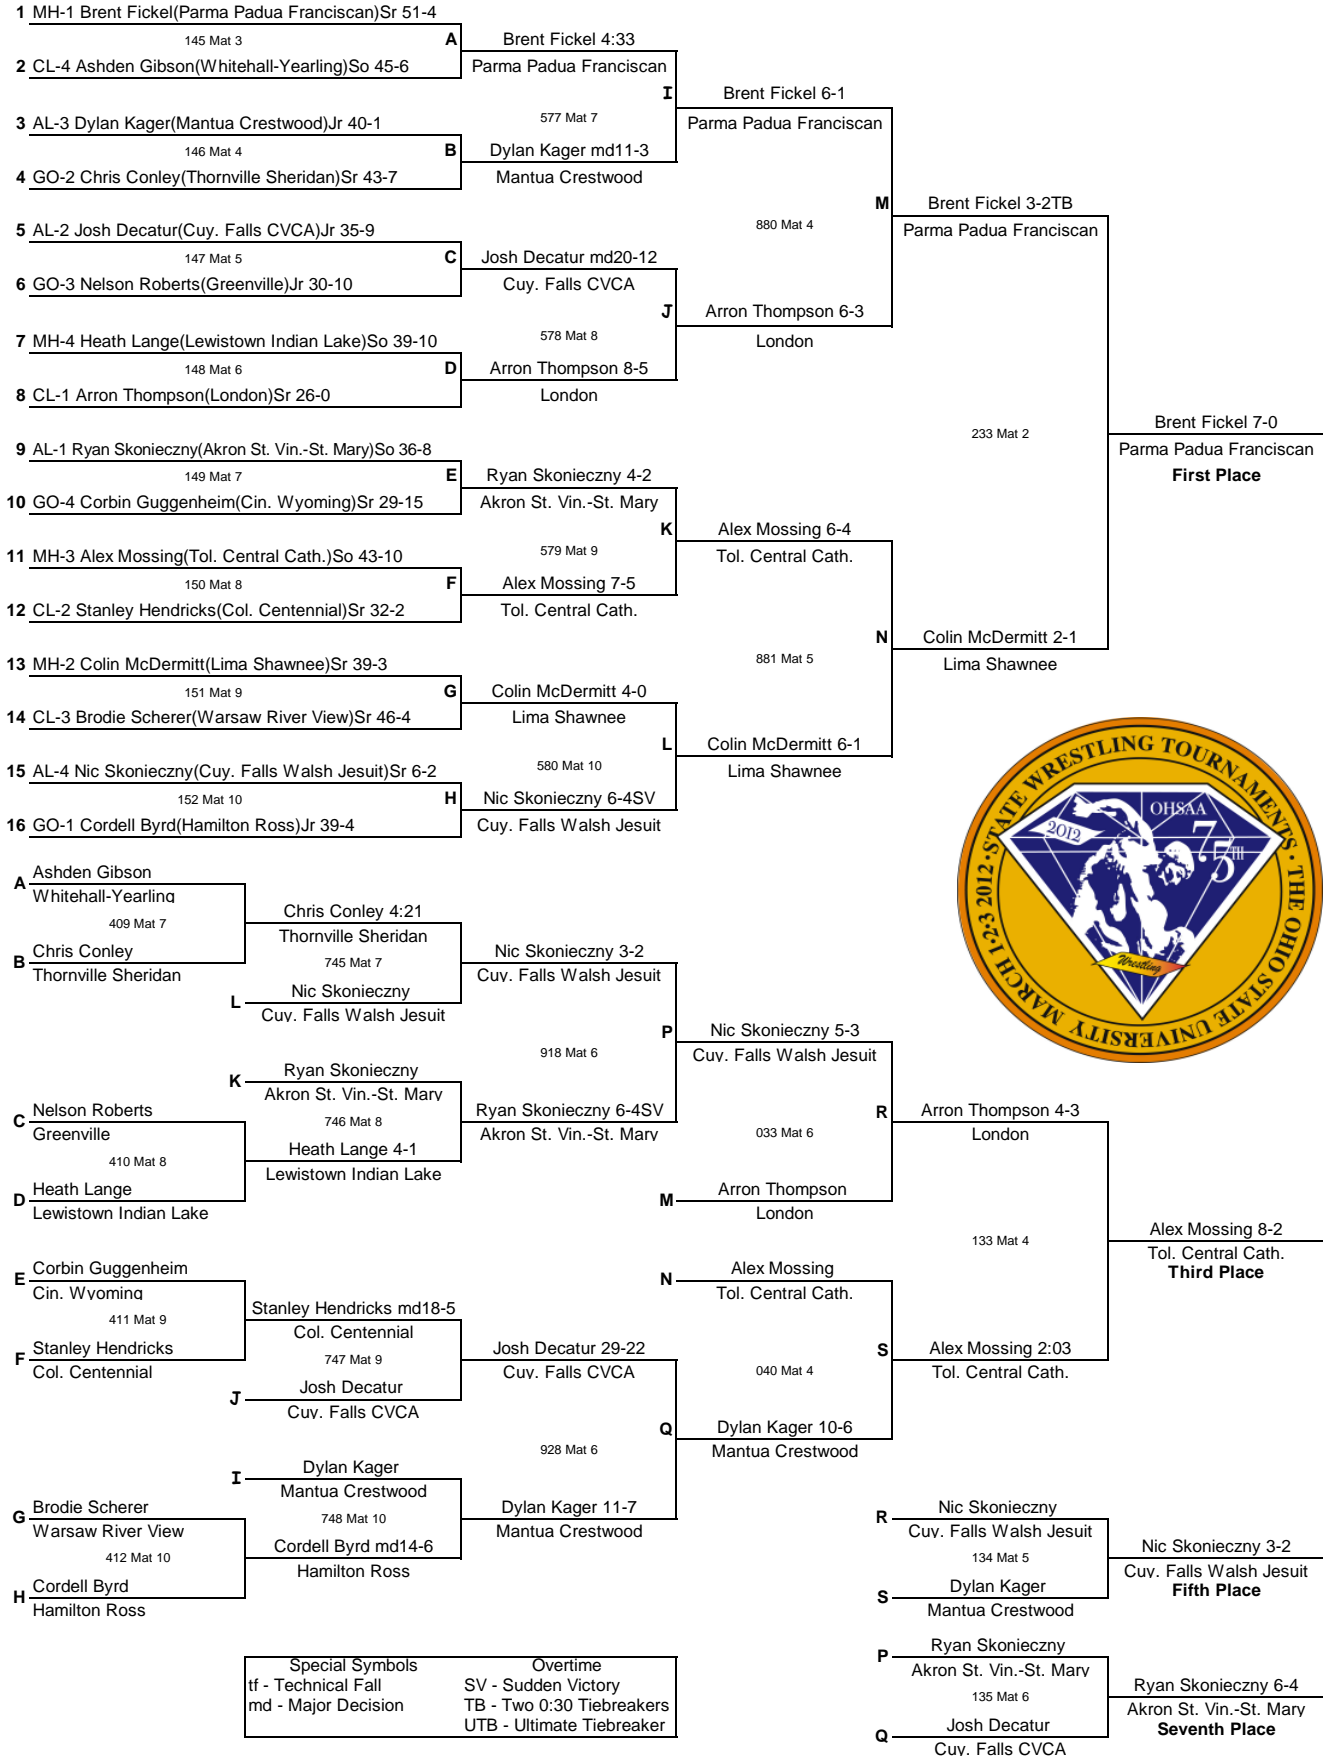 1 MH-1 Brent Fickel(Parma Padua Franciscan)Sr 51-4
145 Mat 3
A
2 CL-4 Ashden Gibson(Whitehall-Yearling)So 45-6
Brent Fickel 4:33
Parma Padua Franciscan
3 AL-3 Dylan Kager(Mantua Crestwood)Jr 40-1
146 Mat 4
B
4 GO-2 Chris Conley(Thornville Sheridan)Sr 43-7
Dylan Kager md11-3
Mantua Crestwood
I
577 Mat 7
Brent Fickel 6-1
Parma Padua Franciscan
5 AL-2 Josh Decatur(Cuy. Falls CVCA)Jr 35-9
147 Mat 5
C
6 GO-3 Nelson Roberts(Greenville)Jr 30-10
Josh Decatur md20-12
Cuy. Falls CVCA
7 MH-4 Heath Lange(Lewistown Indian Lake)So 39-10
148 Mat 6
D
8 CL-1 Arron Thompson(London)Sr 26-0
Arron Thompson 8-5
London
J
578 Mat 8
Arron Thompson 6-3
London
M
880 Mat 4
Brent Fickel 3-2TB
Parma Padua Franciscan
9 AL-1 Ryan Skonieczny(Akron St. Vin.-St. Mary)So 36-8
149 Mat 7
E
10 GO-4 Corbin Guggenheim(Cin. Wyoming)Sr 29-15
Ryan Skonieczny 4-2
Akron St. Vin.-St. Mary
11 MH-3 Alex Mossing(Tol. Central Cath.)So 43-10
150 Mat 8
F
12 CL-2 Stanley Hendricks(Col. Centennial)Sr 32-2
Alex Mossing 7-5
Tol. Central Cath.
K
579 Mat 9
Alex Mossing 6-4
Tol. Central Cath.
13 MH-2 Colin McDermitt(Lima Shawnee)Sr 39-3
151 Mat 9
G
14 CL-3 Brodie Scherer(Warsaw River View)Sr 46-4
Colin McDermitt 4-0
Lima Shawnee
15 AL-4 Nic Skonieczny(Cuy. Falls Walsh Jesuit)Sr 6-2
152 Mat 10
H
16 GO-1 Cordell Byrd(Hamilton Ross)Jr 39-4
Nic Skonieczny 6-4SV
Cuy. Falls Walsh Jesuit
L
580 Mat 10
Colin McDermitt 6-1
Lima Shawnee
N
881 Mat 5
Colin McDermitt 2-1
Lima Shawnee
233 Mat 2
Brent Fickel 7-0
Parma Padua Franciscan
First Place
STATE WRESTLING TOURNAMENTS · THE OHIO STATE UNIVERSITY
MARCH 1-2-3 2012 ·
OHSAA
2012
75TH
Wrestling
A Ashden Gibson
Whitehall-Yearling
409 Mat 7
B Chris Conley
Thornville Sheridan
Chris Conley 4:21
Thornville Sheridan
745 Mat 7
L Nic Skonieczny
Cuy. Falls Walsh Jesuit
Nic Skonieczny 3-2
Cuy. Falls Walsh Jesuit
K Ryan Skonieczny
Akron St. Vin.-St. Mary
746 Mat 8
C Nelson Roberts
Greenville
410 Mat 8
D Heath Lange
Lewistown Indian Lake
Heath Lange 4-1
Lewistown Indian Lake
Ryan Skonieczny 6-4SV
Akron St. Vin.-St. Mary
P
918 Mat 6
Nic Skonieczny 5-3
Cuy. Falls Walsh Jesuit
R
033 Mat 6
M Arron Thompson
London
Arron Thompson 4-3
London
E Corbin Guggenheim
Cin. Wyoming
411 Mat 9
F Stanley Hendricks
Col. Centennial
Stanley Hendricks md18-5
Col. Centennial
747 Mat 9
J Josh Decatur
Cuy. Falls CVCA
Josh Decatur 29-22
Cuy. Falls CVCA
I Dylan Kager
Mantua Crestwood
748 Mat 10
G Brodie Scherer
Warsaw River View
412 Mat 10
H Cordell Byrd
Hamilton Ross
Cordell Byrd md14-6
Hamilton Ross
Dylan Kager 11-7
Mantua Crestwood
Q
928 Mat 6
Dylan Kager 10-6
Mantua Crestwood
N Alex Mossing
Tol. Central Cath.
040 Mat 4
S
Alex Mossing 2:03
Tol. Central Cath.
133 Mat 4
Alex Mossing 8-2
Tol. Central Cath.
Third Place
R Nic Skonieczny
Cuy. Falls Walsh Jesuit
134 Mat 5
S Dylan Kager
Mantua Crestwood
Nic Skonieczny 3-2
Cuy. Falls Walsh Jesuit
Fifth Place
P Ryan Skonieczny
Akron St. Vin.-St. Mary
135 Mat 6
Q Josh Decatur
Cuy. Falls CVCA
Ryan Skonieczny 6-4
Akron St. Vin.-St. Mary
Seventh Place
Special Symbols
tf - Technical Fall
md - Major Decision
Overtime
SV - Sudden Victory
TB - Two 0:30 Tiebreakers
UTB - Ultimate Tiebreaker